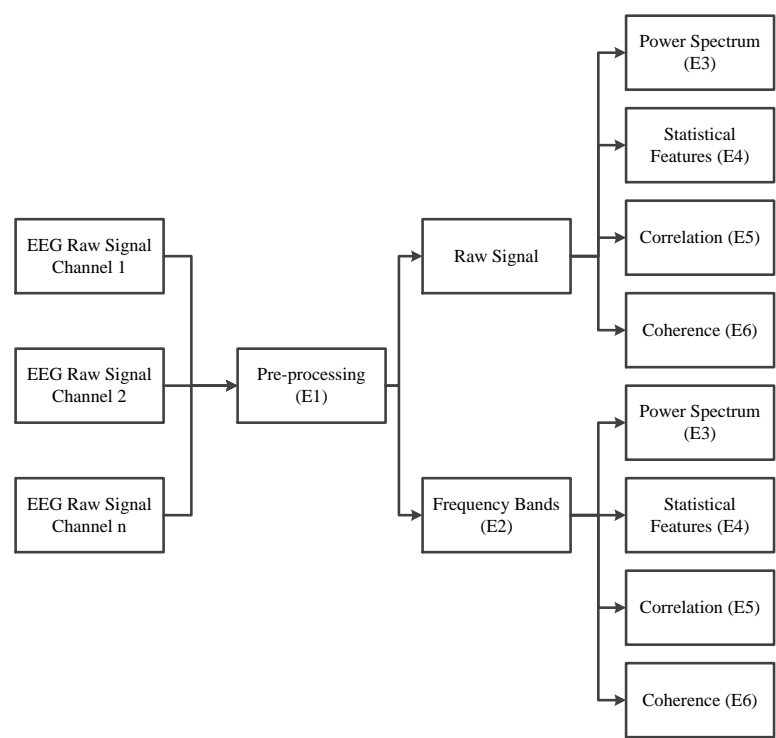 EEG Raw Signal
Channel 1
EEG Raw Signal
Channel 2
EEG Raw Signal
Channel n
Pre-processing
(E1)
Raw Signal
Frequency Bands
(E2)
Power Spectrum
(E3)
Statistical
Features (E4)
Correlation (E5)
Coherence (E6)
Power Spectrum
(E3)
Statistical
Features (E4)
Correlation (E5)
Coherence (E6)